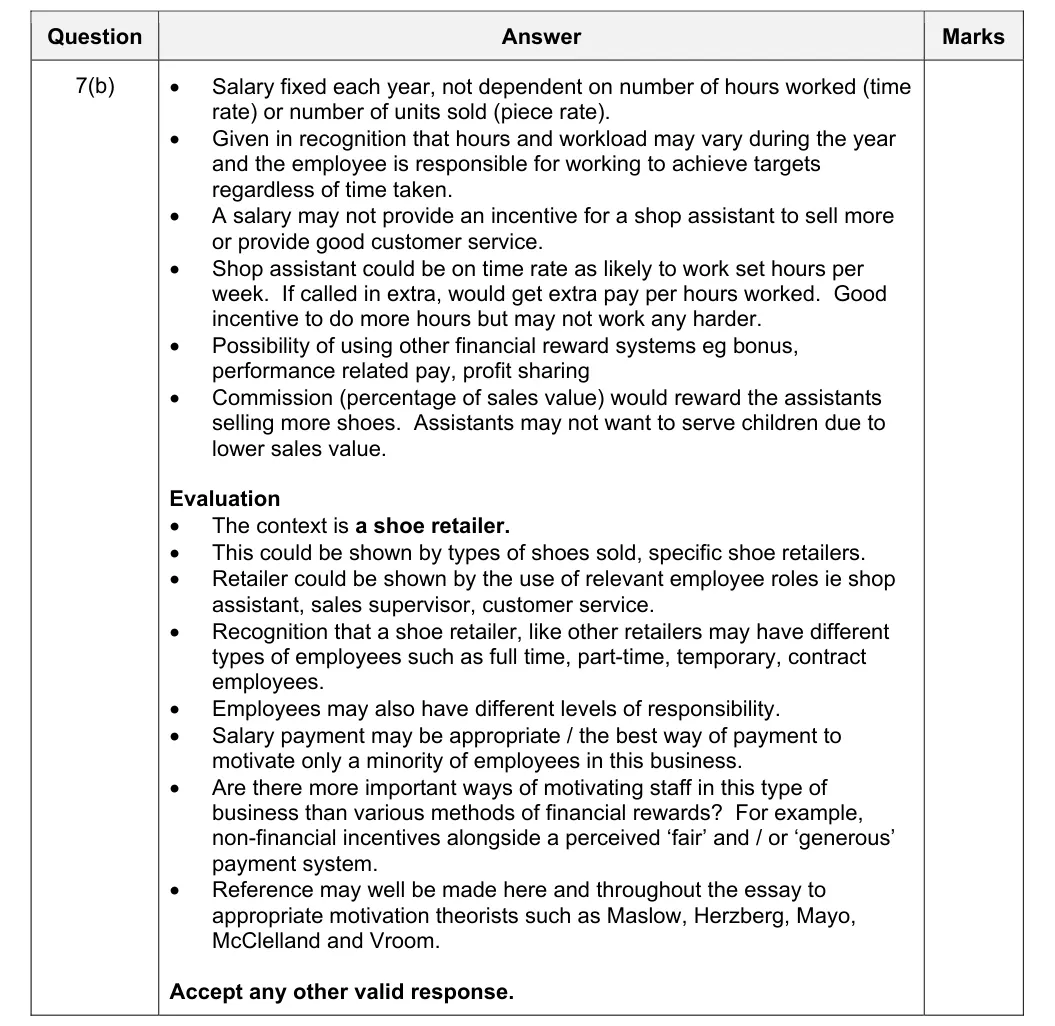 Question Answer Marks
7(b)
• Salary fixed each year, not dependent on number of hours worked (time
rate) or number of units sold (piece rate).
• Given in recognition that hours and workload may vary during the year
and the employee is responsible for working to achieve targets
regardless of time taken.
• A salary may not provide an incentive for a shop assistant to sell more
or provide good customer service.
• Shop assistant could be on time rate as likely to work set hours per
week.  If called in extra, would get extra pay per hours worked.  Good
incentive to do more hours but may not work any harder.
• Possibility of using other financial reward systems eg bonus,
performance related pay, profit sharing
• Commission (percentage of sales value) would reward the assistants
selling more shoes.  Assistants may not want to serve children due to
lower sales value.
Evaluation
• The context is a shoe retailer.
• This could be shown by types of shoes sold, specific shoe retailers.
• Retailer could be shown by the use of relevant employee roles ie shop
assistant, sales supervisor, customer service.
• Recognition that a shoe retailer, like other retailers may have different
types of employees such as full time, part-time, temporary, contract
employees.
• Employees may also have different levels of responsibility.
• Salary payment may be appropriate / the best way of payment to
motivate only a minority of employees in this business.
• Are there more important ways of motivating staff in this type of
business than various methods of financial rewards?  For example,
non-financial incentives alongside a perceived ‘fair’ and / or ‘generous’
payment system.
• Reference may well be made here and throughout the essay to
appropriate motivation theorists such as Maslow, Herzberg, Mayo,
McClelland and Vroom.
Accept any other valid response.